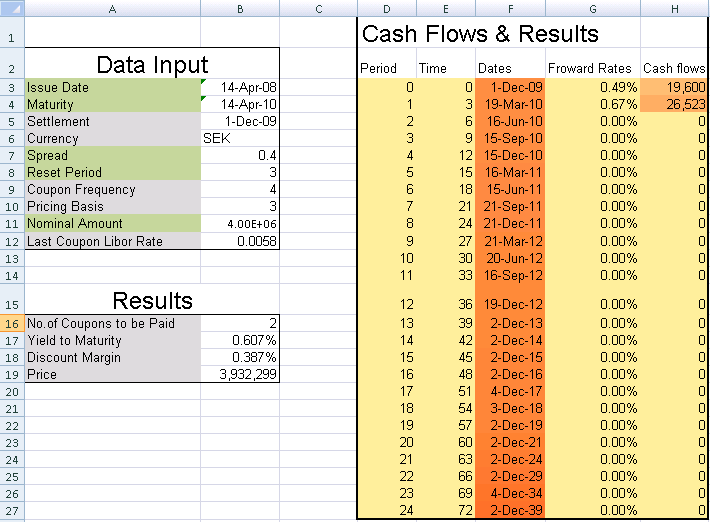 A B C D E F G H
1 Cash Flows & Results
2 Data Input Period Time Dates Froward Rates Cash flows
3 Issue Date 14-Apr-08 0 0 1-Dec-09 0.49% 19,600
4 Maturity 14-Apr-10 1 3 19-Mar-10 0.67% 26,523
5 Settlement 1-Dec-09 2 6 16-Jun-10 0.00% 0
6 Currency SEK 3 9 15-Sep-10 0.00% 0
7 Spread 0.4 4 12 15-Dec-10 0.00% 0
8 Reset Period 3 5 15 16-Mar-11 0.00% 0
9 Coupon Frequency 4 6 18 15-Jun-11 0.00% 0
10 Pricing Basis 3 7 21 21-Sep-11 0.00% 0
11 Nominal Amount 4.00E+06 8 24 21-Dec-11 0.00% 0
12 Last Coupon Libor Rate 0.0058 9 27 21-Mar-12 0.00% 0
13 10 30 20-Jun-12 0.00% 0
14 11 33 16-Sep-12 0.00% 0
15 Results 12 36 19-Dec-12 0.00% 0
16 No.of Coupons to be Paid 2 13 39 2-Dec-13 0.00% 0
17 Yield to Maturity 0.607% 14 42 2-Dec-14 0.00% 0
18 Discount Margin 0.387% 15 45 2-Dec-15 0.00% 0
19 Price 3,932,299 16 48 2-Dec-16 0.00% 0
20 17 51 4-Dec-17 0.00% 0
21 18 54 3-Dec-18 0.00% 0
22 19 57 2-Dec-19 0.00% 0
23 20 60 2-Dec-21 0.00% 0
24 21 63 2-Dec-24 0.00% 0
25 22 66 2-Dec-29 0.00% 0
26 23 69 4-Dec-34 0.00% 0
27 24 72 2-Dec-39 0.00% 0